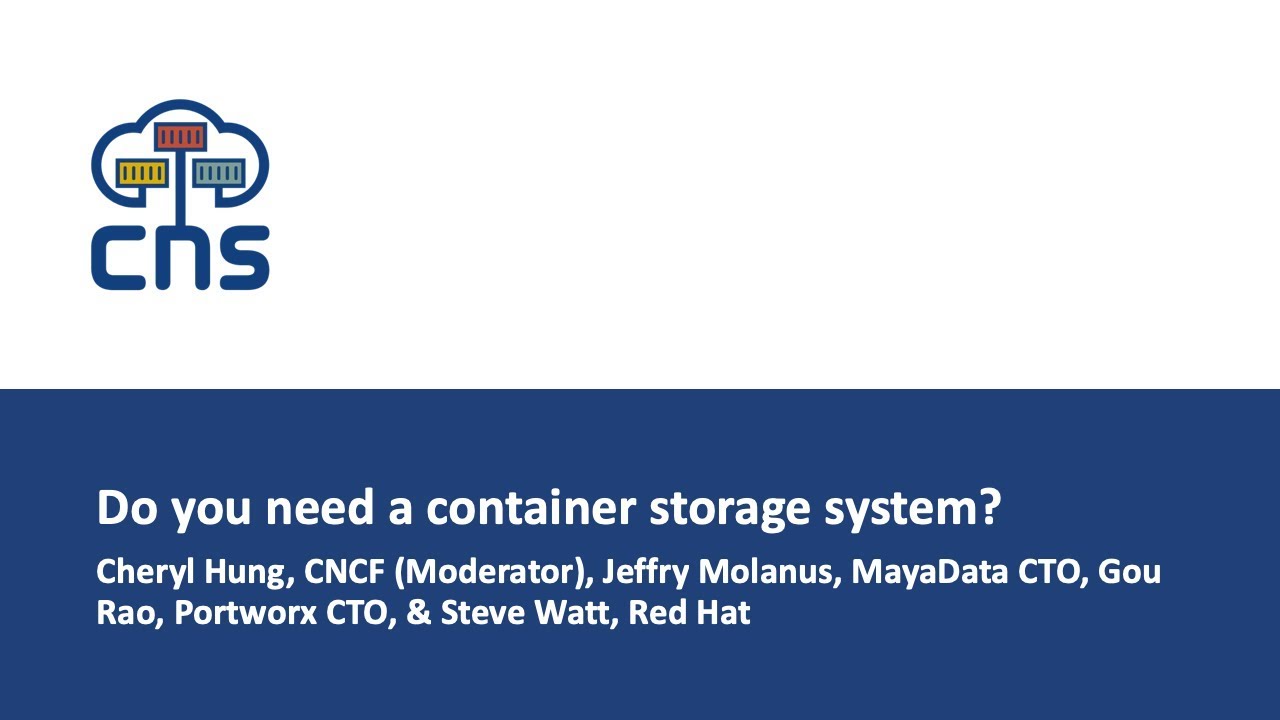 cns
Do you need a container storage system?
Cheryl Hung, CNCF (Moderator), Jeffry Molanus, MayaData CTO, Gou
Rao, Portworx CTO, & Steve Watt, Red Hat